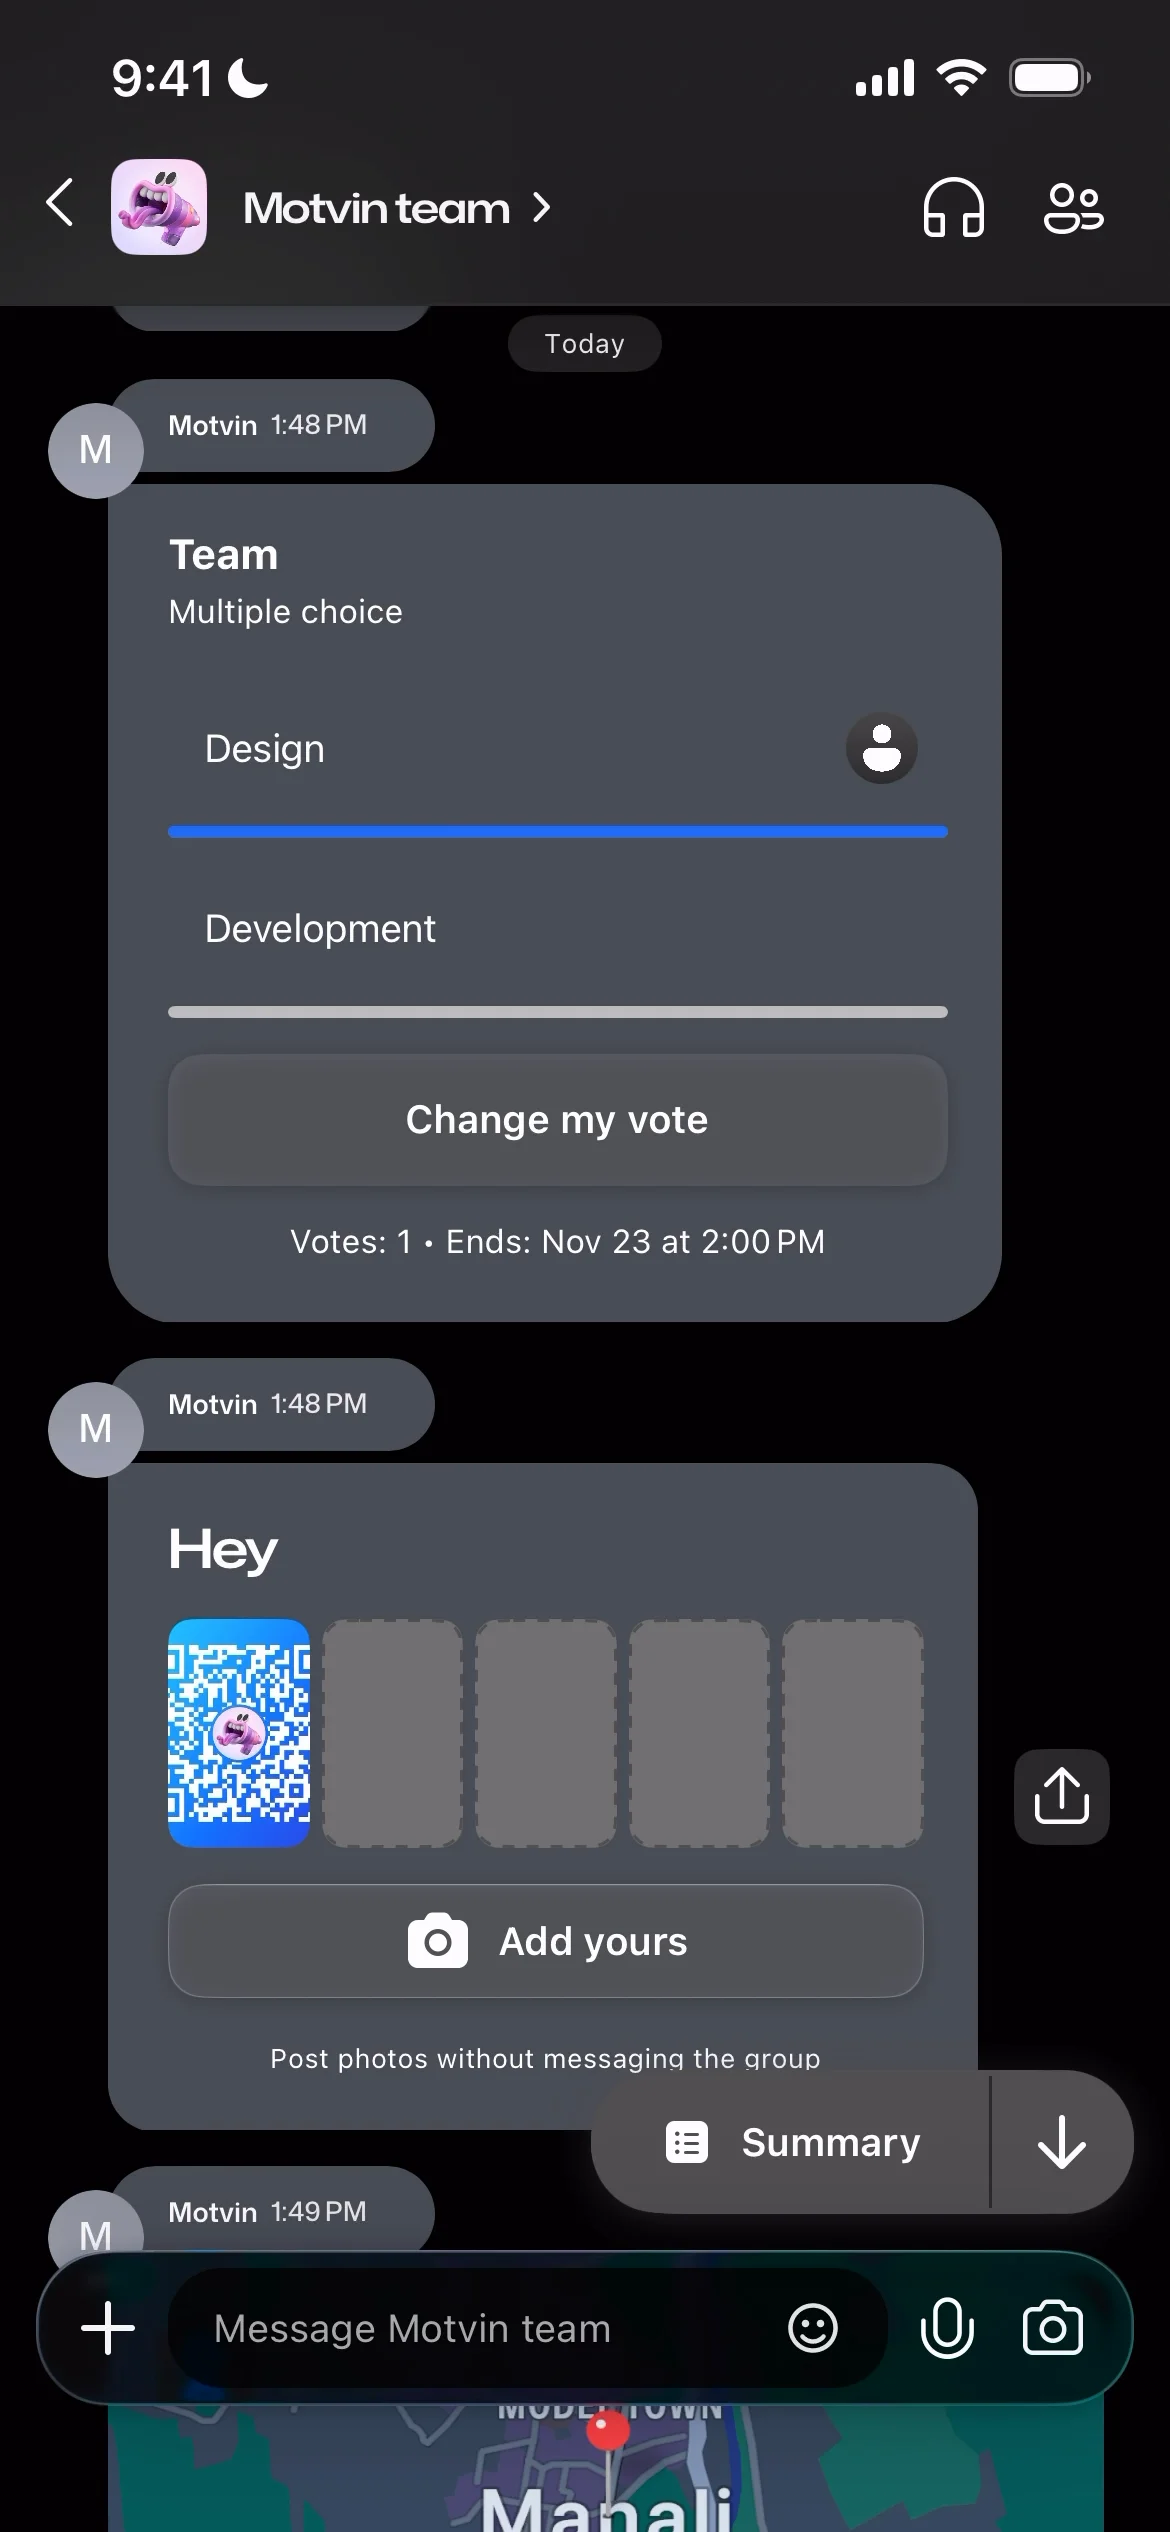 9:41
Motvin team
Today
M
Motvin 1:48 PM
Team
Multiple choice
Design
Development
Change my vote
Votes: 1 • Ends: Nov 23 at 2:00 PM
M
Motvin 1:48 PM
Hey
Add yours
Post photos without messaging the group
Summary
M
Motvin 1:49 PM
Message Motvin team
MODEL TOWN
Manali